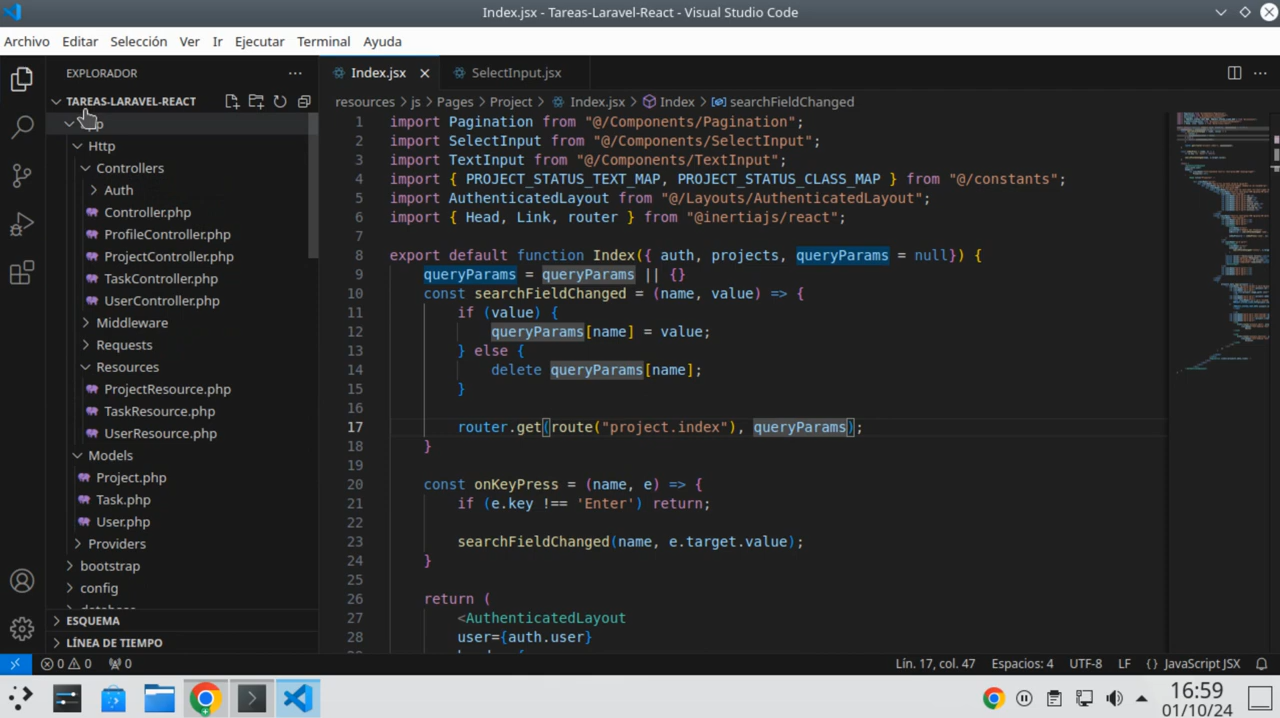 Index.jsx - Tareas-Laravel-React - Visual Studio Code
Archivo Editar Selección Ver Ir Ejecutar Terminal Ayuda
EXPLORADOR
TAREAS-LARAVEL-REACT
Http
Controllers
Auth
Controller.php
ProfileController.php
ProjectController.php
TaskController.php
UserController.php
Middleware
Requests
Resources
ProjectResource.php
TaskResource.php
UserResource.php
Models
Project.php
Task.php
User.php
Providers
bootstrap
config
database
ESQUEMA
LÍNEA DE TIEMPO
Index.jsx SelectInput.jsx
resources > js > Pages > Project > Index.jsx > Index > searchFieldChanged
1 import Pagination from "@/Components/Pagination";
2 import SelectInput from "@/Components/SelectInput";
3 import TextInput from "@/Components/TextInput";
4 import { PROJECT_STATUS_TEXT_MAP, PROJECT_STATUS_CLASS_MAP } from "@/constants";
5 import AuthenticatedLayout from "@/Layouts/AuthenticatedLayout";
6 import { Head, Link, router } from "@inertiajs/react";
7
8 export default function Index({ auth, projects, queryParams = null}) {
9 queryParams = queryParams || {}
10 const searchFieldChanged = (name, value) => {
11 if (value) {
12 queryParams[name] = value;
13 } else {
14 delete queryParams[name];
15 }
16
17 router.get(route("project.index"), queryParams);
18 }
19
20 const onKeyPress = (name, e) => {
21 if (e.key !== 'Enter') return;
22
23 searchFieldChanged(name, e.target.value);
24 }
25
26 return (
27 <AuthenticatedLayout
28 user={auth.user}
0 0 0 Lín. 17, col. 47 Espacios: 4 UTF-8 LF {} JavaScript JSX
16:59
01/10/24